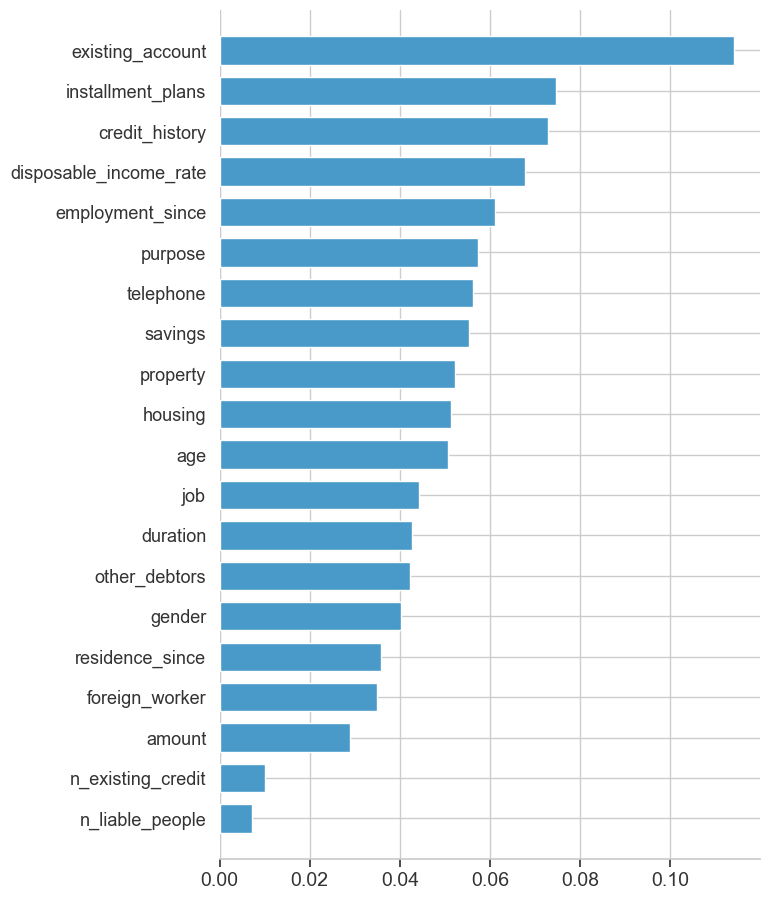 existing_account
installment_plans
credit_history
disposable_income_rate
employment_since
purpose
telephone
savings
property
housing
age
job
duration
other_debtors
gender
residence_since
foreign_worker
amount
n_existing_credit
n_liable_people
0.00 0.02 0.04 0.06 0.08 0.10